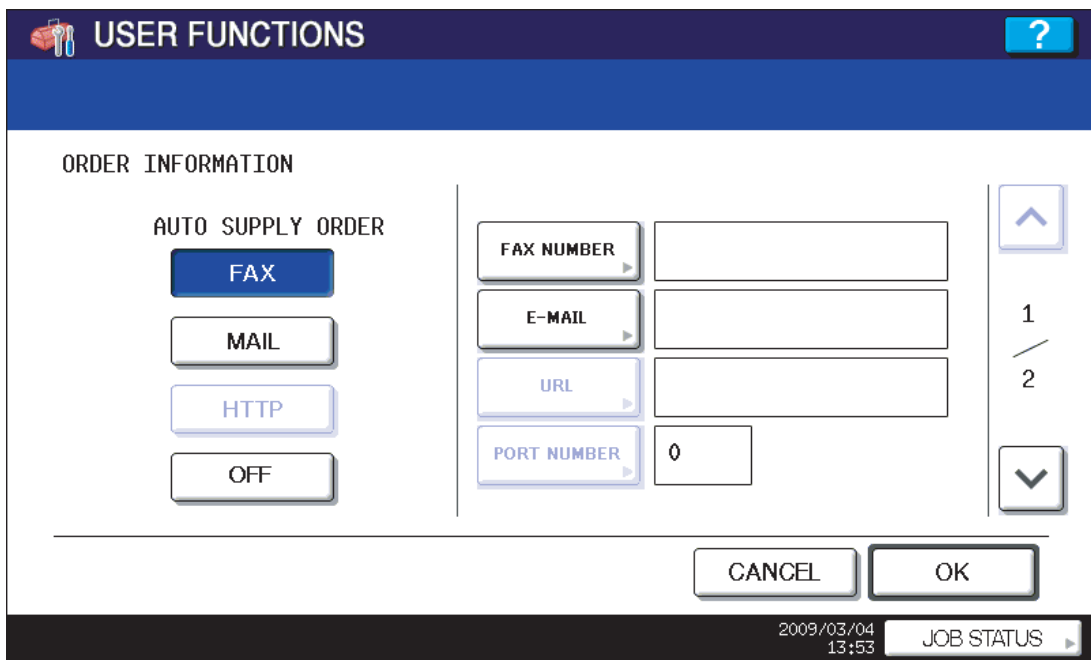 USER FUNCTIONS
?
ORDER INFORMATION
AUTO SUPPLY ORDER
FAX
MAIL
HTTP
OFF
FAX NUMBER
E-MAIL
URL
PORT NUMBER
0
1
2
CANCEL
OK
2009/03/04
13:53
JOB STATUS